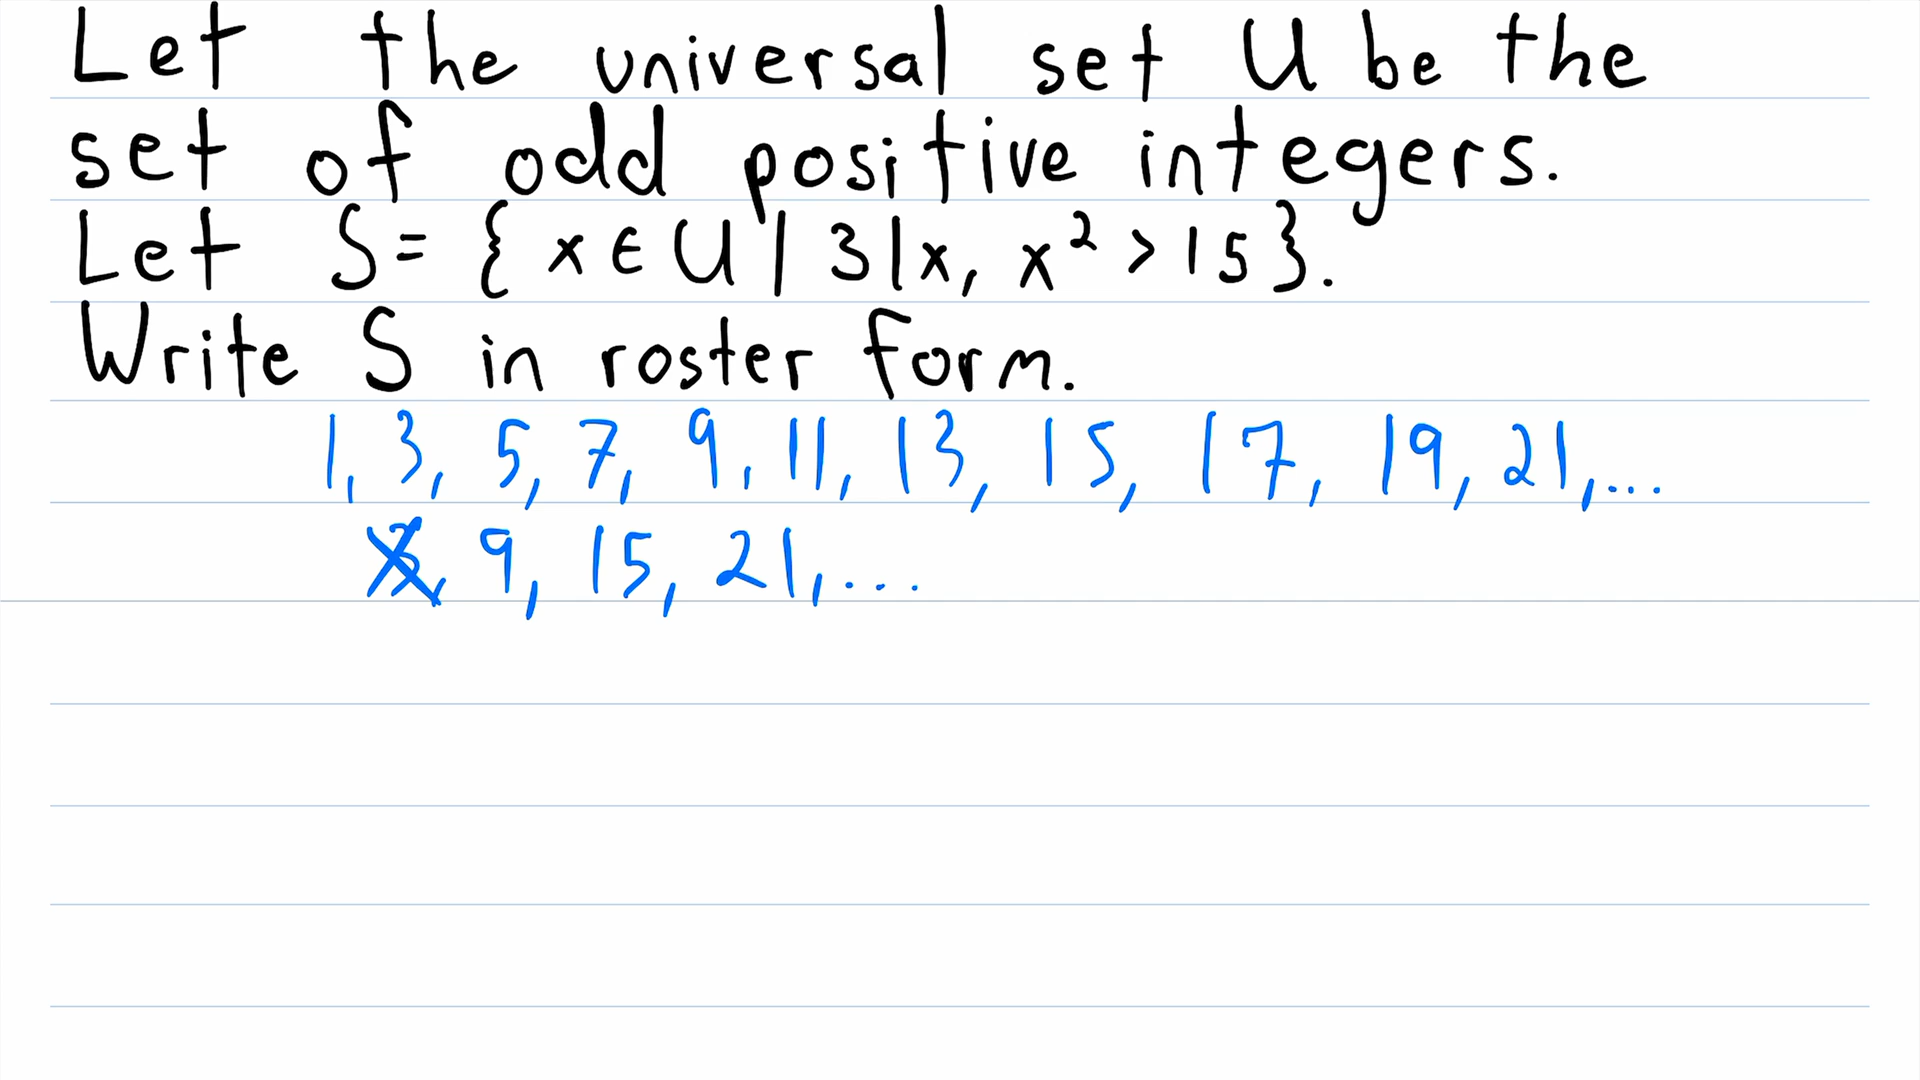 Let the universal set U be the
set of odd positive integers.
Let S = { x ∈ U | 3 | x, x² > 15 }.
Write S in roster form.
1, 3, 5, 7, 9, 11, 13, 15, 17, 19, 21, ...
3, 9, 15, 21, ...